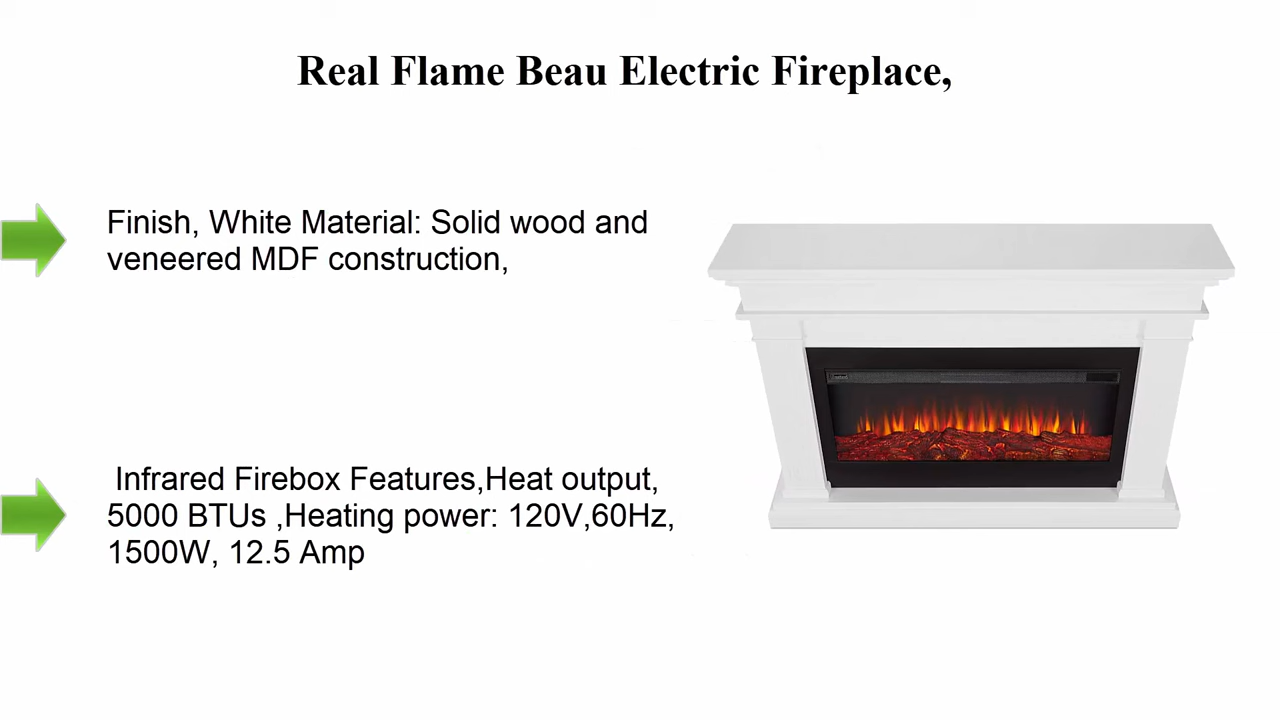 Real Flame Beau Electric Fireplace,
Finish, White Material: Solid wood and
veneered MDF construction,
Infrared Firebox Features,Heat output,
5000 BTUs ,Heating power: 120V,60Hz,
1500W, 12.5 Amp